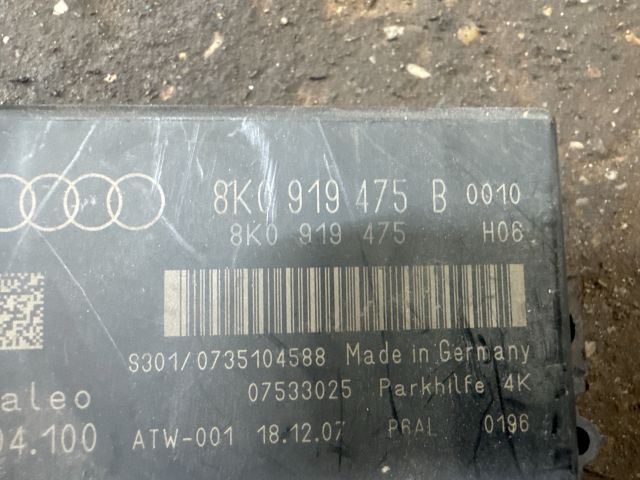 8K0 919 475 B 0010
8K0 919 475 H06
S301/0735104588 Made in Germany
07533025 Parkhilfe 4K
aleo
04.100 ATW-001 18.12.07 P6AL 0196